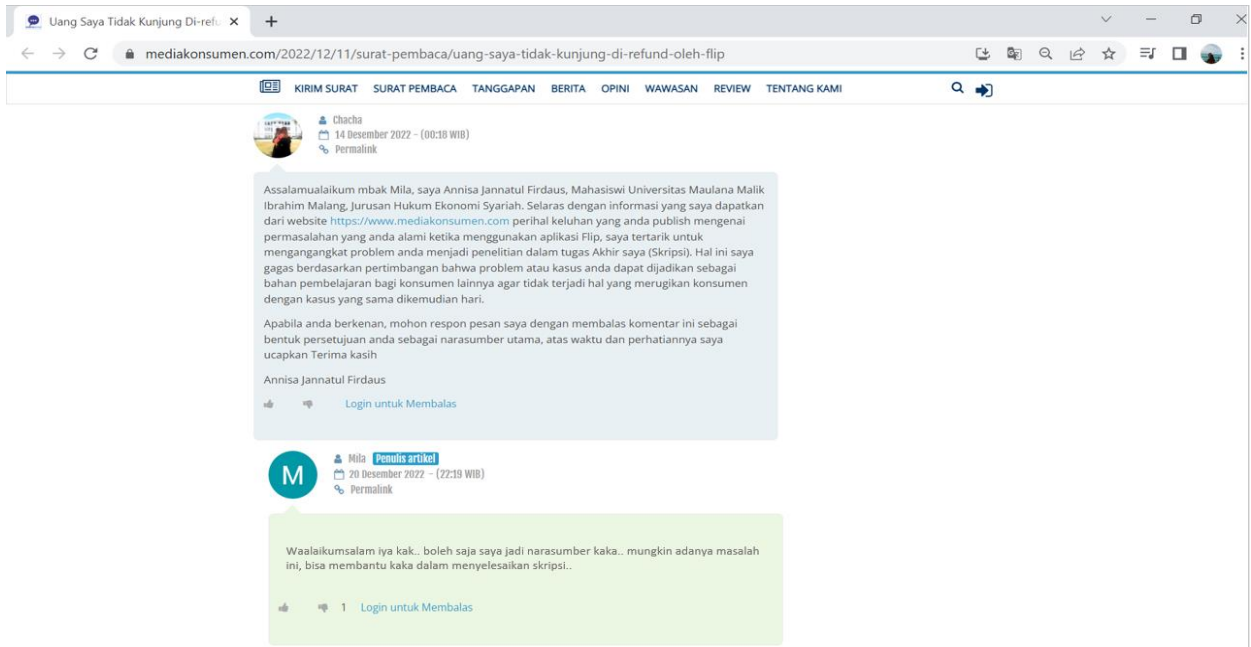 Uang Saya Tidak Kunjung Di-refu
mediakonsumen.com/2022/12/11/surat-pembaca/uang-saya-tidak-kunjung-di-refund-oleh-flip
KIRIM SURAT SURAT PEMBACA TANGGAPAN BERITA OPINI WAWASAN REVIEW TENTANG KAMI
Chacha
14 Desember 2022 – (00:18 WIB)
Permalink
Assalamualaikum mbak Mila, saya Annisa Jannatul Firdaus, Mahasiswi Universitas Maulana Malik
Ibrahim Malang, Jurusan Hukum Ekonomi Syariah. Selaras dengan informasi yang saya dapatkan
dari website https://www.mediakonsumen.com perihal keluhan yang anda publish mengenai
permasalahan yang anda alami ketika menggunakan aplikasi Flip, saya tertarik untuk
mengangangkat problem anda menjadi penelitian dalam tugas Akhir saya (Skripsi). Hal ini saya
gagas berdasarkan pertimbangan bahwa problem atau kasus anda dapat dijadikan sebagai
bahan pembelajaran bagi konsumen lainnya agar tidak terjadi hal yang merugikan konsumen
dengan kasus yang sama dikemudian hari.
Apabila anda berkenan, mohon respon pesan saya dengan membalas komentar ini sebagai
bentuk persetujuan anda sebagai narasumber utama, atas waktu dan perhatiannya saya
ucapkan Terima kasih
Annisa Jannatul Firdaus
Login untuk Membalas
M
Mila Penulis artikel
20 Desember 2022 – (22:19 WIB)
Permalink
Waalaikumsalam iya kak.. boleh saja saya jadi narasumber kaka.. mungkin adanya masalah
ini, bisa membantu kaka dalam menyelesaikan skripsi..
1 Login untuk Membalas